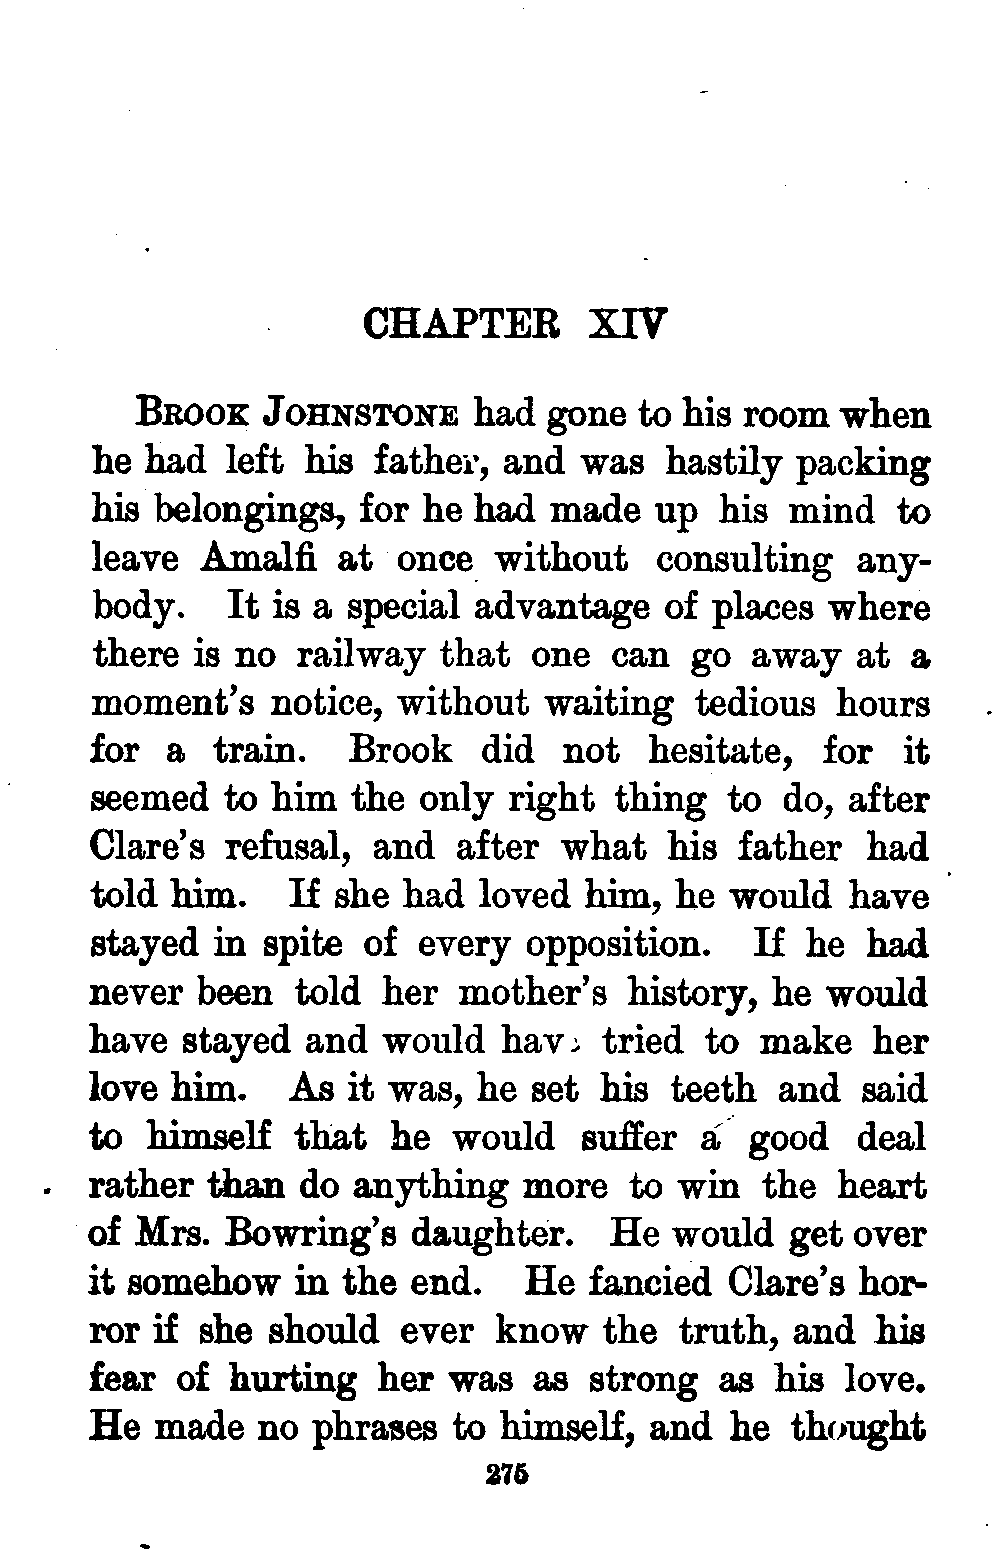 CHAPTER XIV
BROOK JOHNSTONE had gone to his room when
he had left his father, and was hastily packing
his belongings, for he had made up his mind to
leave Amalfi at once without consulting any-
body. It is a special advantage of places where
there is no railway that one can go away at a
moment's notice, without waiting tedious hours
for a train. Brook did not hesitate, for it
seemed to him the only right thing to do, after
Clare's refusal, and after what his father had
told him. If she had loved him, he would have
stayed in spite of every opposition. If he had
never been told her mother's history, he would
have stayed and would have tried to make her
love him. As it was, he set his teeth and said
to himself that he would suffer a good deal
rather than do anything more to win the heart
of Mrs. Bowring's daughter. He would get over
it somehow in the end. He fancied Clare's hor-
ror if she should ever know the truth, and his
fear of hurting her was as strong as his love.
He made no phrases to himself, and he thought
275